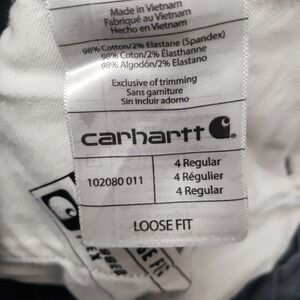 Made in Vietnam
Fabriqué au Vietnam
Hecho en Vietnam
98% Cotton/2% Elastane (Spandex)
98% Coton/2% Élasthanne
98% Algodón/2% Elastano
Exclusive of trimming
Sans garniture
Sin incluir adorno
carhartt
102080 011
4 Regular
4 Régulier
4 Regular
LOOSE FIT